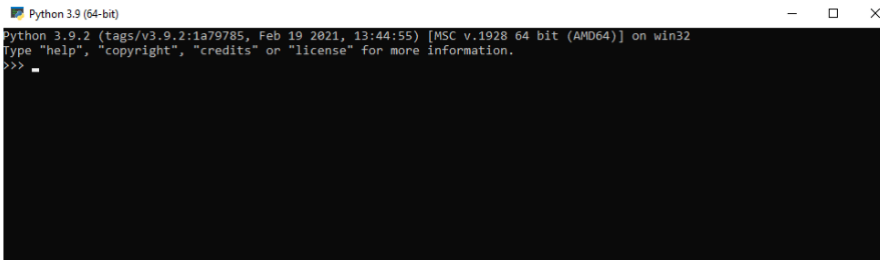 Python 3.9 (64-bit)
Python 3.9.2 (tags/v3.9.2:1a79785, Feb 19 2021, 13:44:55) [MSC v.1928 64 bit (AMD64)] on win32
Type "help", "copyright", "credits" or "license" for more information.
>>> _